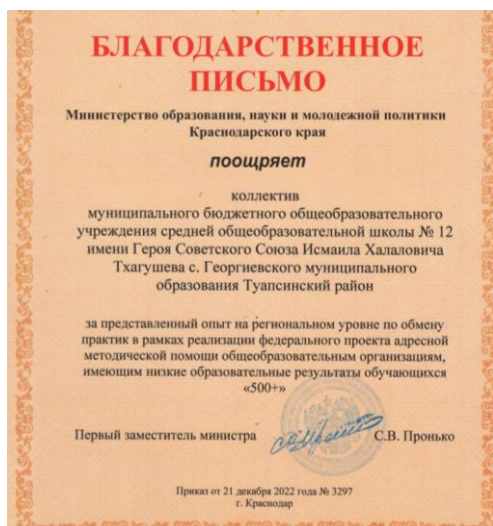 БЛАГОДАРСТВЕННОЕ
ПИСЬМО
Министерство образования, науки и молодежной политики
Краснодарского края
поощряет
коллектив
муниципального бюджетного общеобразовательного
учреждения средней общеобразовательной школы № 12
имени Героя Советского Союза Исмаила Халаловича
Тхагушева с. Георгиевского муниципального
образования Туапсинский район
за представленный опыт на региональном уровне по обмену
практик в рамках реализации федерального проекта адресной
методической помощи общеобразовательным организациям,
имеющим низкие образовательные результаты обучающихся
«500+»
Первый заместитель министра С.В. Пронько
Приказ от 21 декабря 2022 года № 3297
г. Краснодар